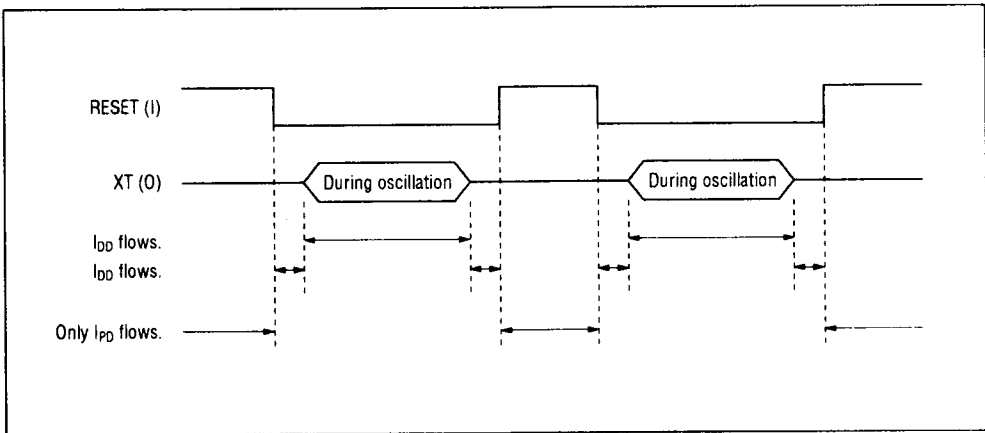 RESET (I)
XT (O)
During oscillation
During oscillation
IDD flows.
IDD flows.
Only IPD flows.